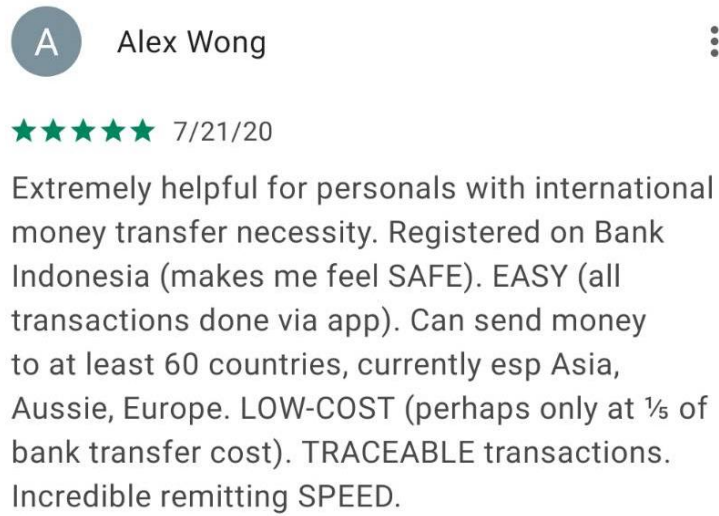 A
Alex Wong
7/21/20
Extremely helpful for personals with international
money transfer necessity. Registered on Bank
Indonesia (makes me feel SAFE). EASY (all
transactions done via app). Can send money
to at least 60 countries, currently esp Asia,
Aussie, Europe. LOW-COST (perhaps only at ⅕ of
bank transfer cost). TRACEABLE transactions.
Incredible remitting SPEED.